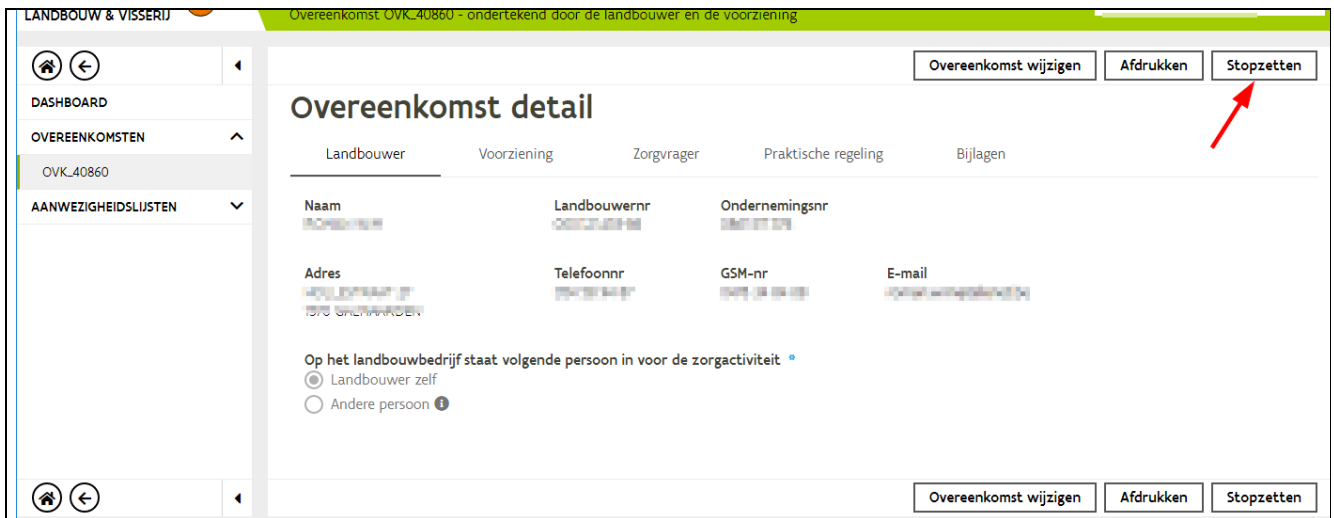 LANDBOUW & VISSERIJ
Overeenkomst OVK_40860 - ondertekend door de landbouwer en de voorziening
Overeenkomst wijzigen Afdrukken Stopzetten
DASHBOARD
OVEREENKOMSTEN
OVK_40860
AANWEZIGHEIDSLIJSTEN
Overeenkomst detail
Landbouwer Voorziening Zorgvrager Praktische regeling Bijlagen
Naam Landbouwernr Ondernemingsnr
Adres Telefoonnr GSM-nr E-mail
Op het landbouwbedrijf staat volgende persoon in voor de zorgactiviteit *
Landbouwer zelf
Andere persoon
Overeenkomst wijzigen Afdrukken Stopzetten